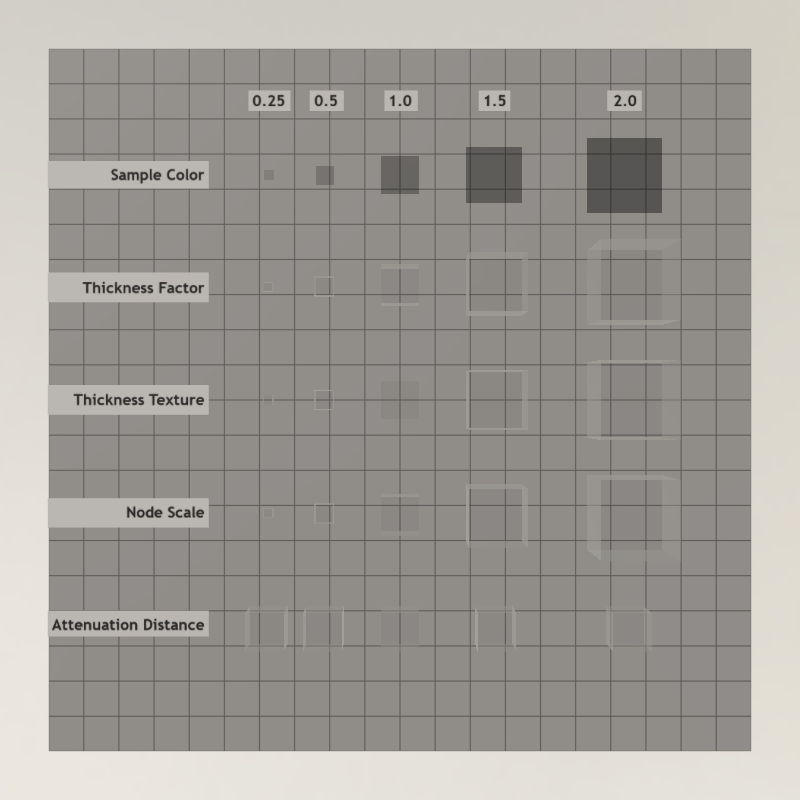 0.25 0.5 1.0 1.5 2.0
Sample Color
Thickness Factor
Thickness Texture
Node Scale
Attenuation Distance